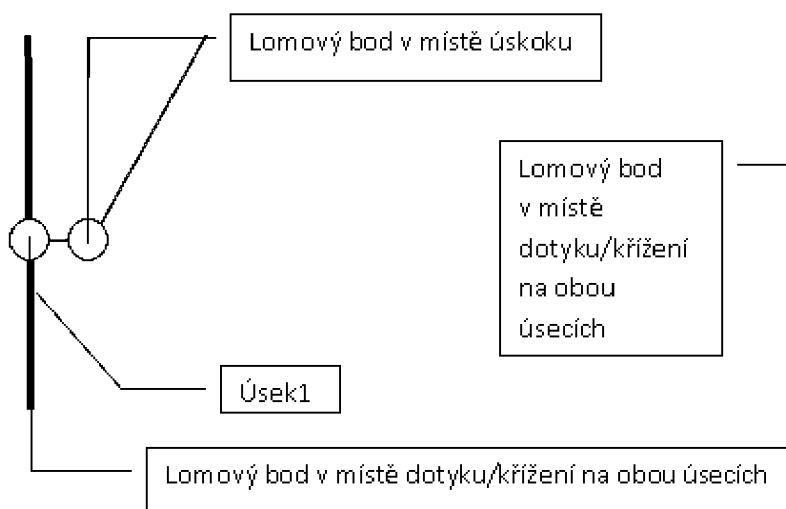 Lomový bod v místě úskoku
Lomový bod
v místě
dotyku/křížení
na obou
úsecích
Úsek1
Lomový bod v místě dotyku/křížení na obou úsecích